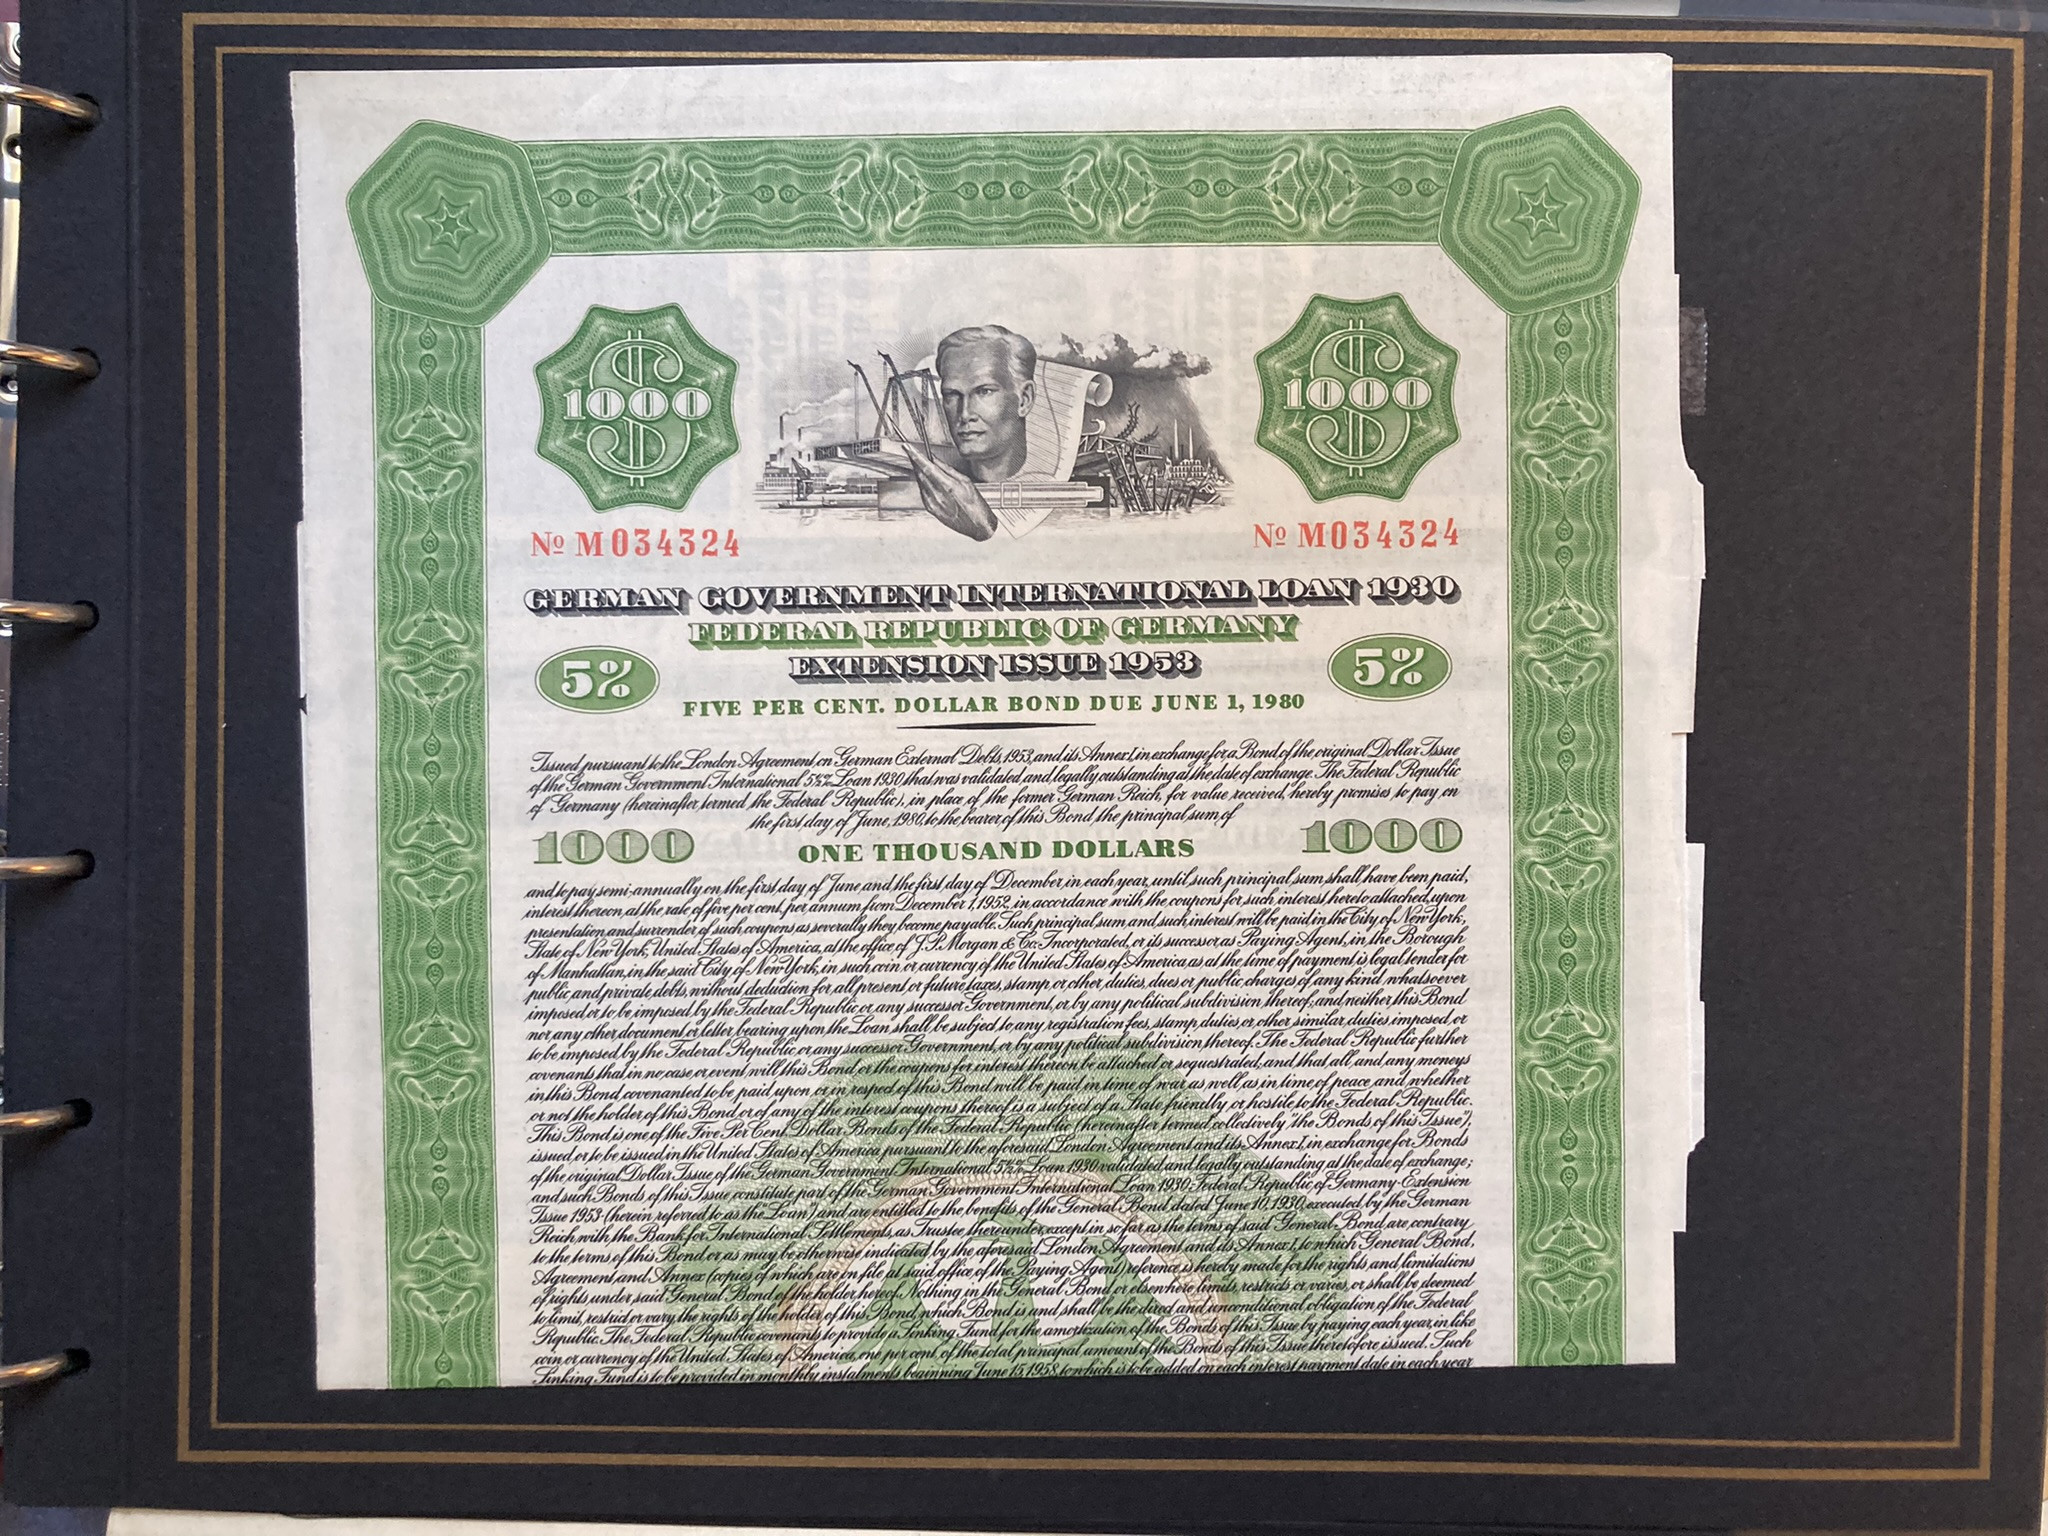 $ 1000
$ 1000
No M034324
No M034324
GERMAN GOVERNMENT INTERNATIONAL LOAN 1930
FEDERAL REPUBLIC OF GERMANY
EXTENSION ISSUE 1953
5%
5%
FIVE PER CENT. DOLLAR BOND DUE JUNE 1, 1980
Issued pursuant to the London Agreement on German External Debts, 1953, and its Annex I, in exchange for a Bond of the original Dollar Issue
of the German Government International 5½% Loan 1930 that was validated and legally outstanding at the date of exchange. The Federal Republic
of Germany (hereinafter termed the Federal Republic), in place of the former German Reich, for value received, hereby promises to pay on
the first day of June, 1980, to the bearer of this Bond, the principal sum of
1000 ONE THOUSAND DOLLARS 1000
and to pay semi-annually on the first day of June and the first day of December, in each year, until such principal sum shall have been paid,
interest thereon, at the rate of five per cent. per annum from December 1, 1952, in accordance with the coupons for such interest hereto attached, upon
presentation and surrender of such coupons as severally they become payable. Such principal sum and such interest will be paid in the City of New York,
State of New York, United States of America, at the office of J. P. Morgan & Co. Incorporated, or its successor, as Paying Agent, in the Borough
of Manhattan, in the said City of New York, in such coin or currency of the United States of America as at the time of payment is legal tender for
public and private debts, without deduction for all present or future taxes, stamp or other duties, dues or public charges of any kind whatsoever
imposed or to be imposed by the Federal Republic or any successor Government, or by any political subdivision thereof; and neither this Bond
nor any other document or letter bearing upon the Loan shall be subject to any registration fees, stamp duties or other similar duties imposed or
to be imposed by the Federal Republic or any successor Government or by any political subdivision thereof. The Federal Republic further
covenants that in no case or event will this Bond or the coupons for interest thereon be attached or sequestrated, and that all and any moneys
in this Bond covenanted to be paid upon or in respect of this Bond will be paid in time of war as well as in time of peace and whether
or not the holder of this Bond or of any of the interest coupons thereof is a subject of a State friendly or hostile to the Federal Republic.
This Bond is one of the Five Per Cent. Dollar Bonds of the Federal Republic (hereinafter termed collectively "the Bonds of this Issue"),
issued or to be issued in the United States of America pursuant to the aforesaid London Agreement and its Annex I, in exchange for Bonds
of the original Dollar Issue of the German Government International 5½% Loan 1930 validated and legally outstanding at the date of exchange;
and such Bonds of this Issue constitute part of the German Government International Loan 1930-Federal Republic of Germany-Extension
Issue 1953 (herein referred to as the "Loan") and are entitled to the benefits of the General Bond dated June 10, 1930, executed by the German
Reich, with the Bank for International Settlements, as Trustee thereunder, except in so far as the terms of said General Bond are contrary
to the terms of this Bond or as may be otherwise indicated by the aforesaid London Agreement and its Annex I, to which General Bond,
Agreement and Annex (copies of which are on file at said office of the Paying Agent) reference is hereby made for the rights and limitations
of rights under said General Bond of the holder hereof. Nothing in the General Bond or elsewhere limits, restricts or varies, or shall be deemed
to limit, restrict or vary the rights of the holder of this Bond, which Bond is and shall be the direct and unconditional obligation of the Federal
Republic. The Federal Republic covenants to provide a Sinking Fund for the amortization of the Bonds of this Issue by paying each year, in like
coin or currency of the United States of America, one per cent. of the total principal amount of the Bonds of this Issue theretofore issued. Such
Sinking Fund is to be provided in monthly instalments beginning June 15, 1958, to which is to be added on each interest payment date in each year